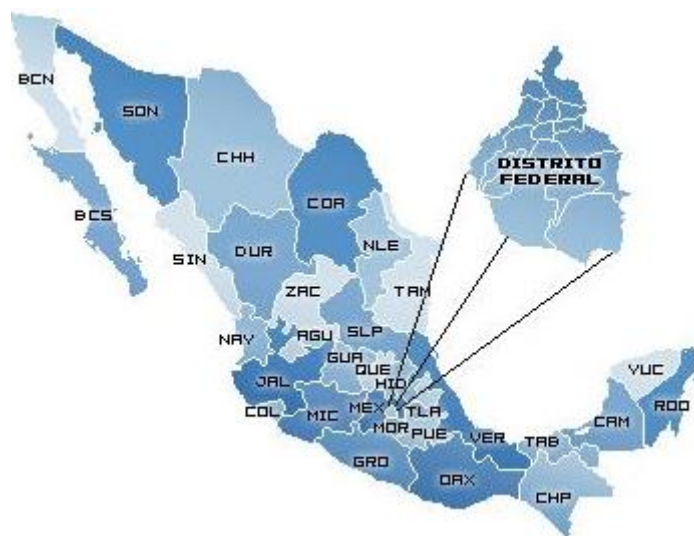 BCN
SON
CHH
COA
DISTRITO
FEDERAL
BCS
SIN
DUR
NLE
ZAC
TAM
NAY
AGU
SLP
GUA
QUE
HID
YUC
JAL
COL
MIC
MEX
TLA
MOR
PUE
VER
TAB
CAM
ROO
GRO
OAX
CHP